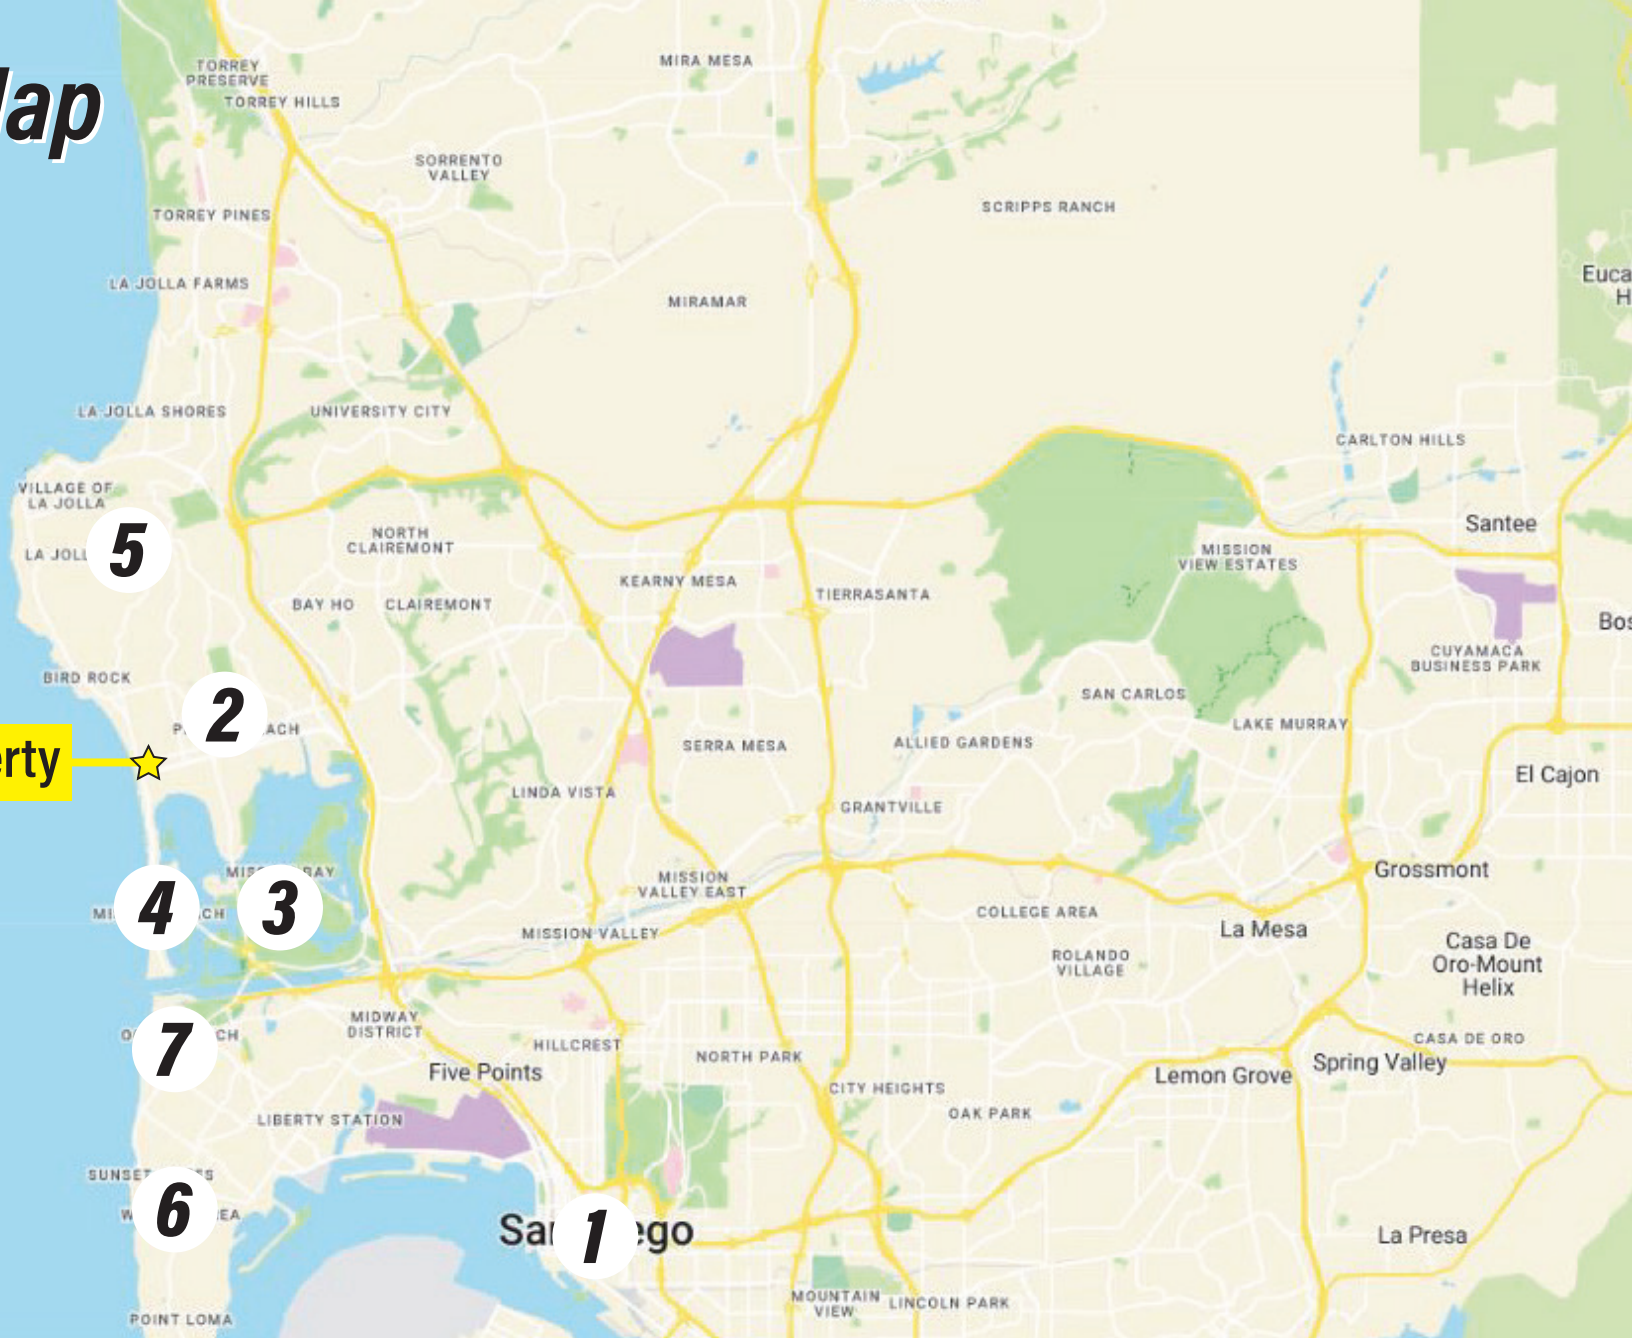 TORREY
PRESERVE
MIRA MESA
TORREY HILLS
SORRENTO
VALLEY
SCRIPPS RANCH
TORREY PINES
LA JOLLA FARMS
MIRAMAR
LA JOLLA SHORES
UNIVERSITY CITY
CARLTON HILLS
VILLAGE OF
LA JOLLA
Santee
NORTH
CLAIREMONT
5
MISSION
VIEW ESTATES
KEARNY MESA
TIERRASANTA
BAY HO
CLAIREMONT
CUYAMACA
BUSINESS PARK
BIRD ROCK
SAN CARLOS
2
LAKE MURRAY
SERRA MESA
ALLIED GARDENS
El Cajon
LINDA VISTA
GRANTVILLE
Grossmont
MISSION
VALLEY EAST
4
3
COLLEGE AREA
La Mesa
MISSION VALLEY
Casa De
Oro-Mount
Helix
ROLANDO
VILLAGE
MIDWAY
DISTRICT
7
HILLCREST
CASA DE ORO
NORTH PARK
Spring Valley
Five Points
Lemon Grove
CITY HEIGHTS
OAK PARK
LIBERTY STATION
6
1
La Presa
MOUNTAIN
VIEW
LINCOLN PARK
POINT LOMA